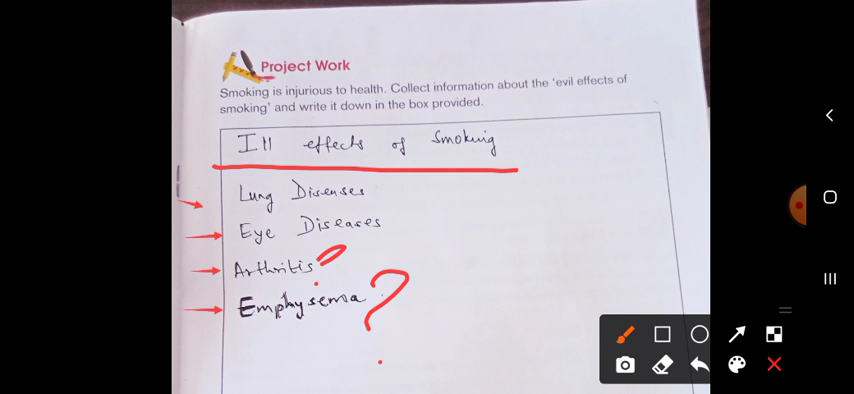 Project Work
Smoking is injurious to health. Collect information about the 'evil effects of
smoking' and write it down in the box provided.
Ill effects of Smoking
Lung Diseases
Eye Diseases
Arthritis
Emphysema ?